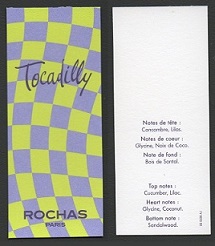 Tocadilly
ROCHAS
PARIS
Notes de tête :
Concombre, Lilas.
Notes de coeur :
Glycine, Noix de Coco.
Note de fond :
Bois de Santal.
Top notes :
Cucumber, Lilac.
Heart notes :
Glycine, Coconut.
Bottom note :
Sandalwood.